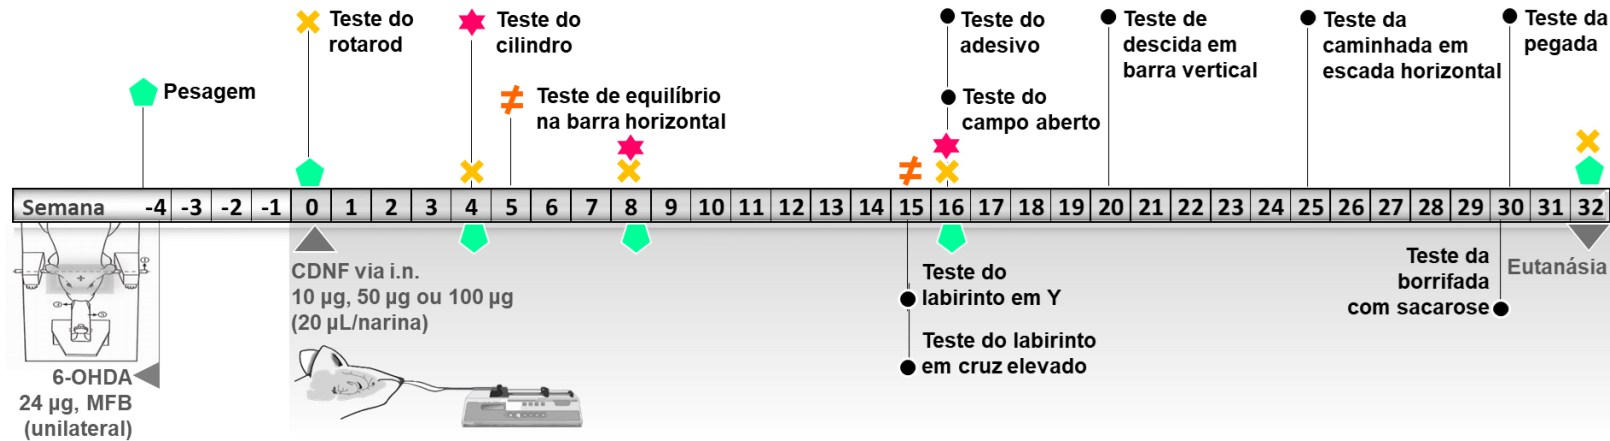 Teste do
rotarod
Teste do
cilindro
Teste do
adesivo
Teste de
descida em
barra vertical
Teste da
caminhada em
escada horizontal
Teste da
pegada
Pesagem
Teste de equilíbrio
na barra horizontal
Teste do
campo aberto
Semana -4 -3 -2 -1 0 1 2 3 4 5 6 7 8 9 10 11 12 13 14 15 16 17 18 19 20 21 22 23 24 25 26 27 28 29 30 31 32
CDNF via i.n.
10 µg, 50 µg ou 100 µg
(20 µL/narina)
Teste do
labirinto em Y
Teste do labirinto
em cruz elevado
Teste da
borrifada
com sacarose
Eutanásia
6-OHDA
24 µg, MFB
(unilateral)